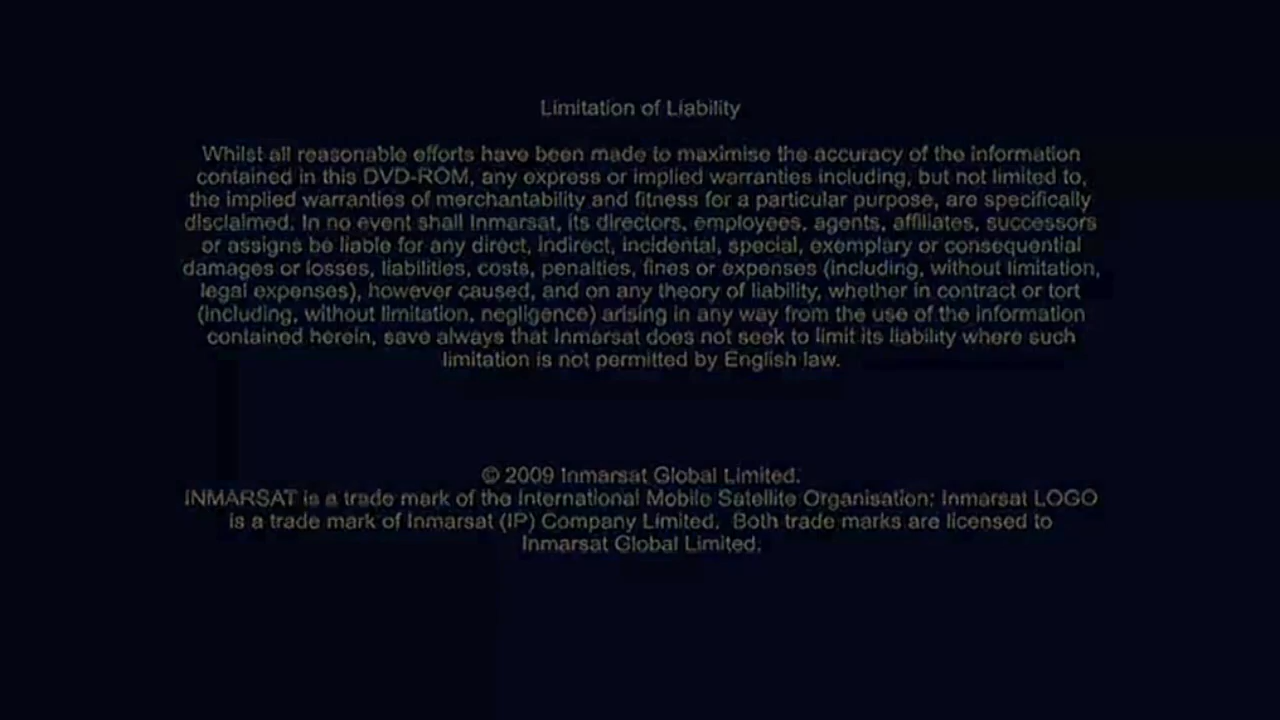 Limitation of Liability
Whilst all reasonable efforts have been made to maximise the accuracy of the information
contained in this DVD-ROM, any express or implied warranties including, but not limited to,
the implied warranties of merchantability and fitness for a particular purpose, are specifically
disclaimed. In no event shall Inmarsat, its directors, employees, agents, affiliates, successors
or assigns be liable for any direct, indirect, incidental, special, exemplary or consequential
damages or losses, liabilities, costs, penalties, fines or expenses (including, without limitation,
legal expenses), however caused, and on any theory of liability, whether in contract or tort
(including, without limitation, negligence) arising in any way from the use of the information
contained herein, save always that Inmarsat does not seek to limit its liability where such
limitation is not permitted by English law.
© 2009 Inmarsat Global Limited.
INMARSAT is a trade mark of the International Mobile Satellite Organisation; Inmarsat LOGO
is a trade mark of Inmarsat (IP) Company Limited.  Both trade marks are licensed to
Inmarsat Global Limited.